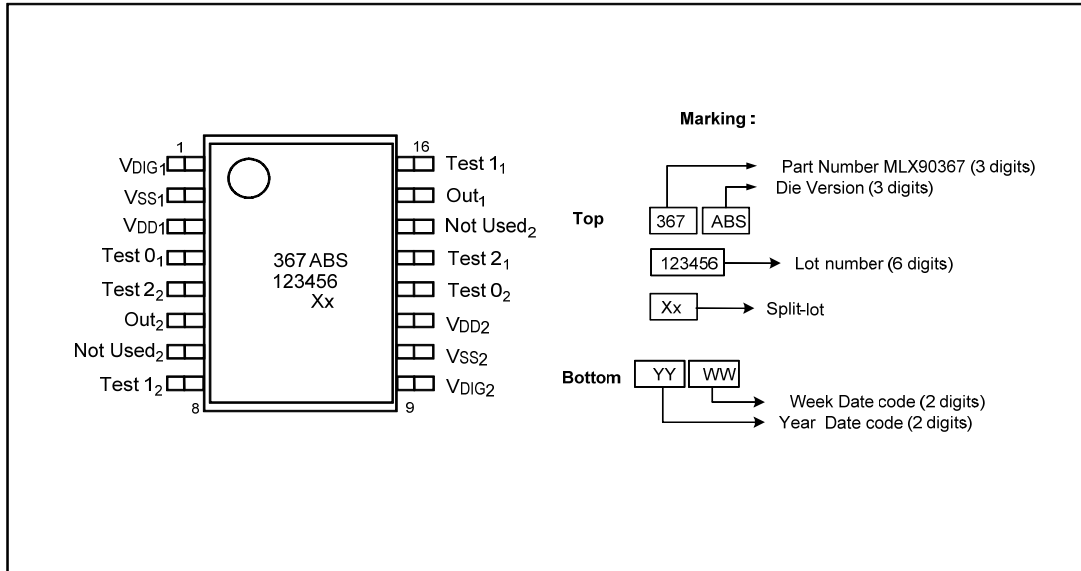 1
16
V DIG1
VSS1
VDD1
Test 0₁
Test 2₂
Out₂
Not Used₂
Test 1₂
8
367 ABS
123456
Xx
Test 1₁
Out₁
Not Used₂
Test 2₁
Test 0₂
VDD2
VSS2
VDIG2
9
Marking :
Part Number MLX90367 (3 digits)
Die Version (3 digits)
Top
367 ABS
123456 Lot number (6 digits)
Xx Split-lot
Bottom YY WW
Week Date code (2 digits)
Year Date code (2 digits)